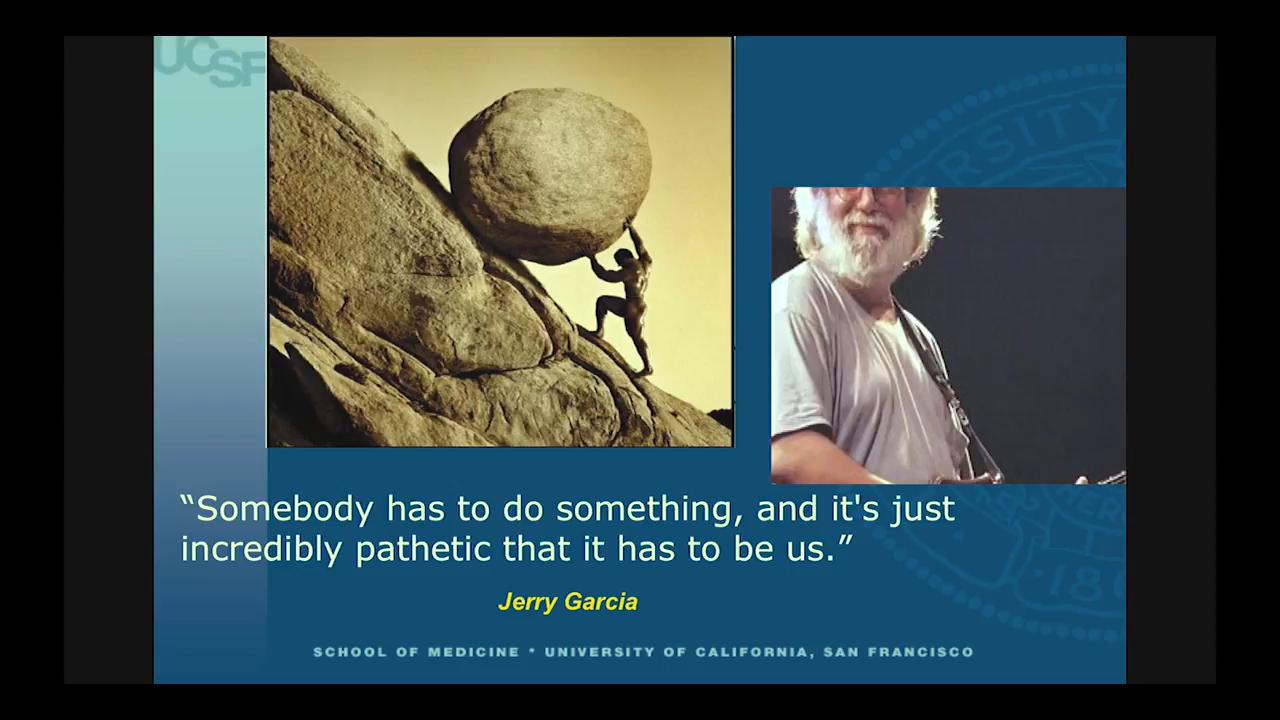 UCSF
“Somebody has to do something, and it's just
incredibly pathetic that it has to be us.”
Jerry Garcia
SCHOOL OF MEDICINE * UNIVERSITY OF CALIFORNIA, SAN FRANCISCO